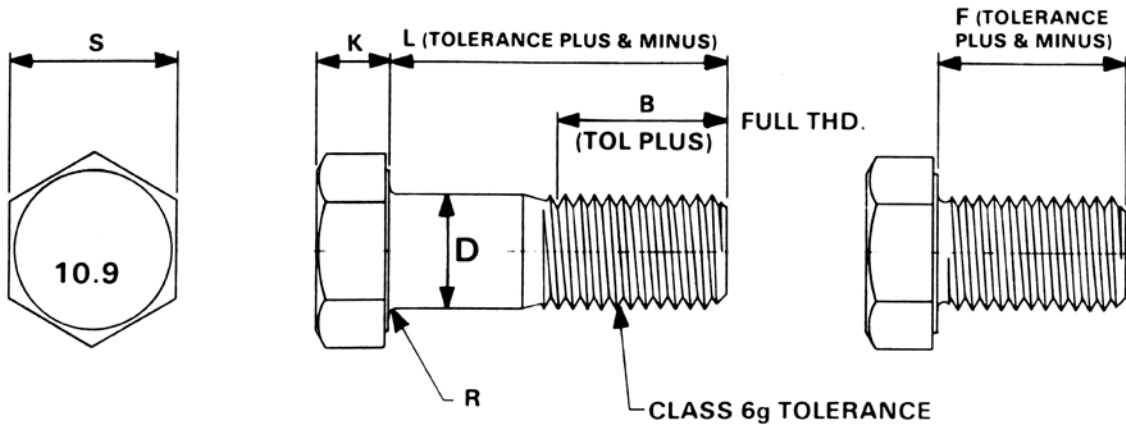 S
K
L (TOLERANCE PLUS & MINUS)
F (TOLERANCE
PLUS & MINUS)
B
(TOL PLUS)
FULL THD.
D
10.9
R
CLASS 6g TOLERANCE